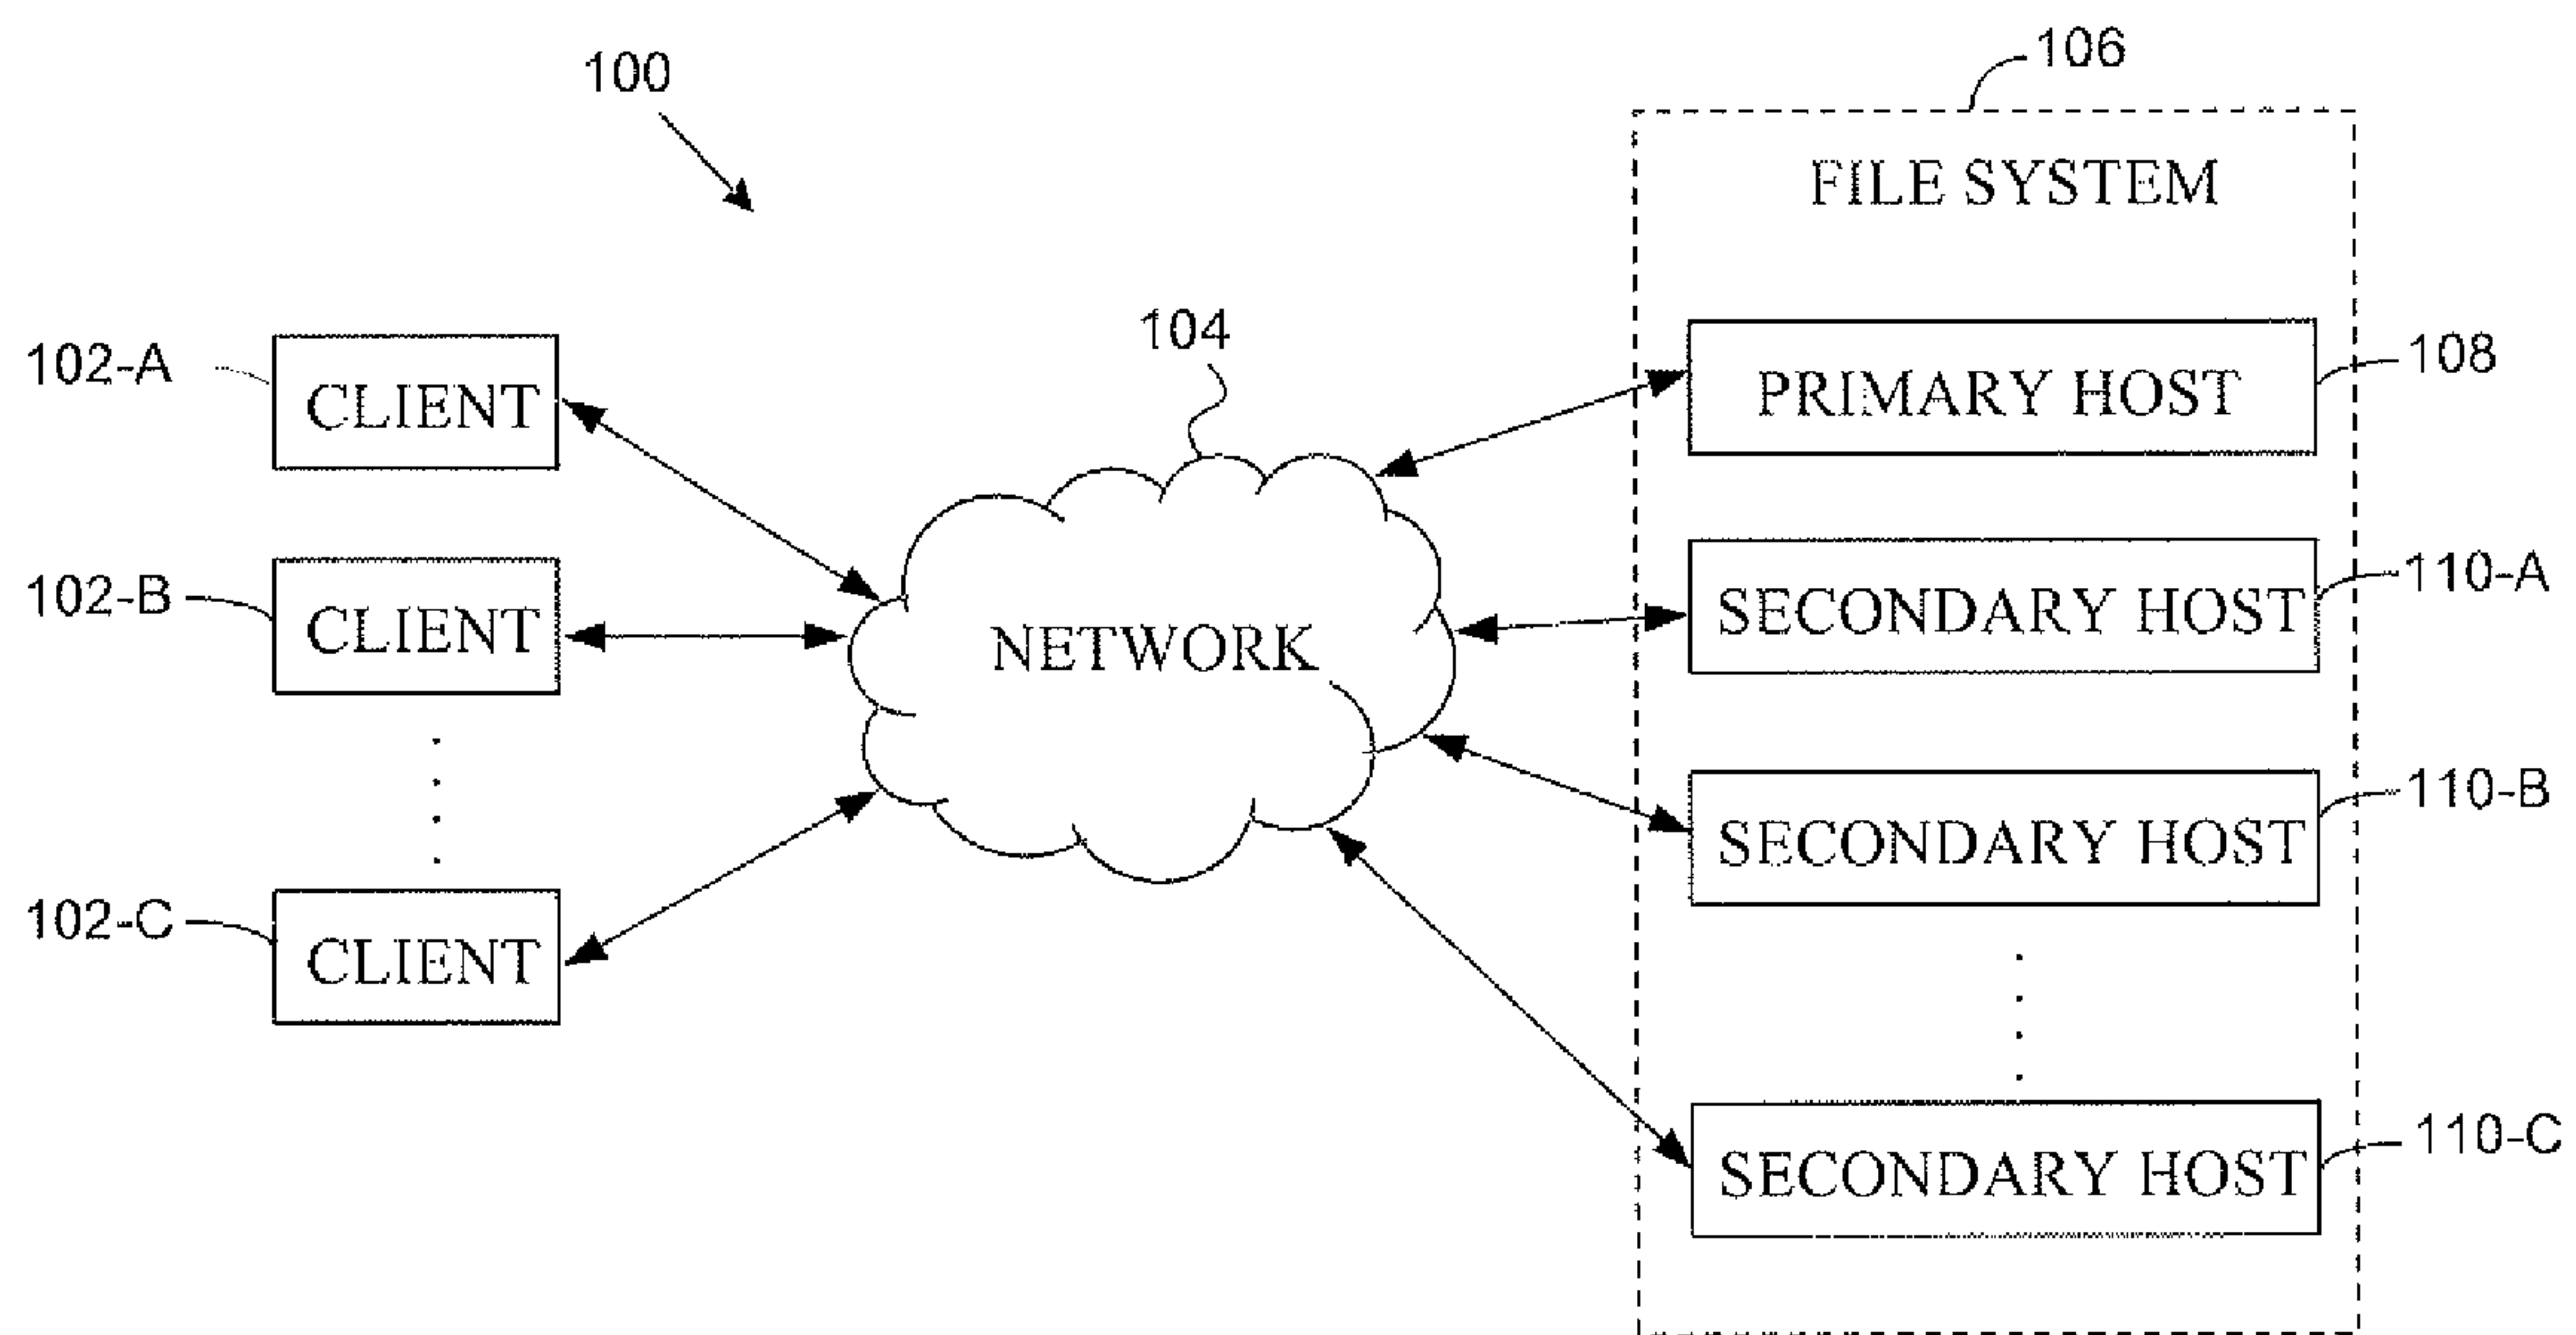 100
106
FILE SYSTEM
104
102-A
CLIENT
PRIMARY HOST
108
102-B
CLIENT
NETWORK
SECONDARY HOST
110-A
SECONDARY HOST
110-B
102-C
CLIENT
SECONDARY HOST
110-C